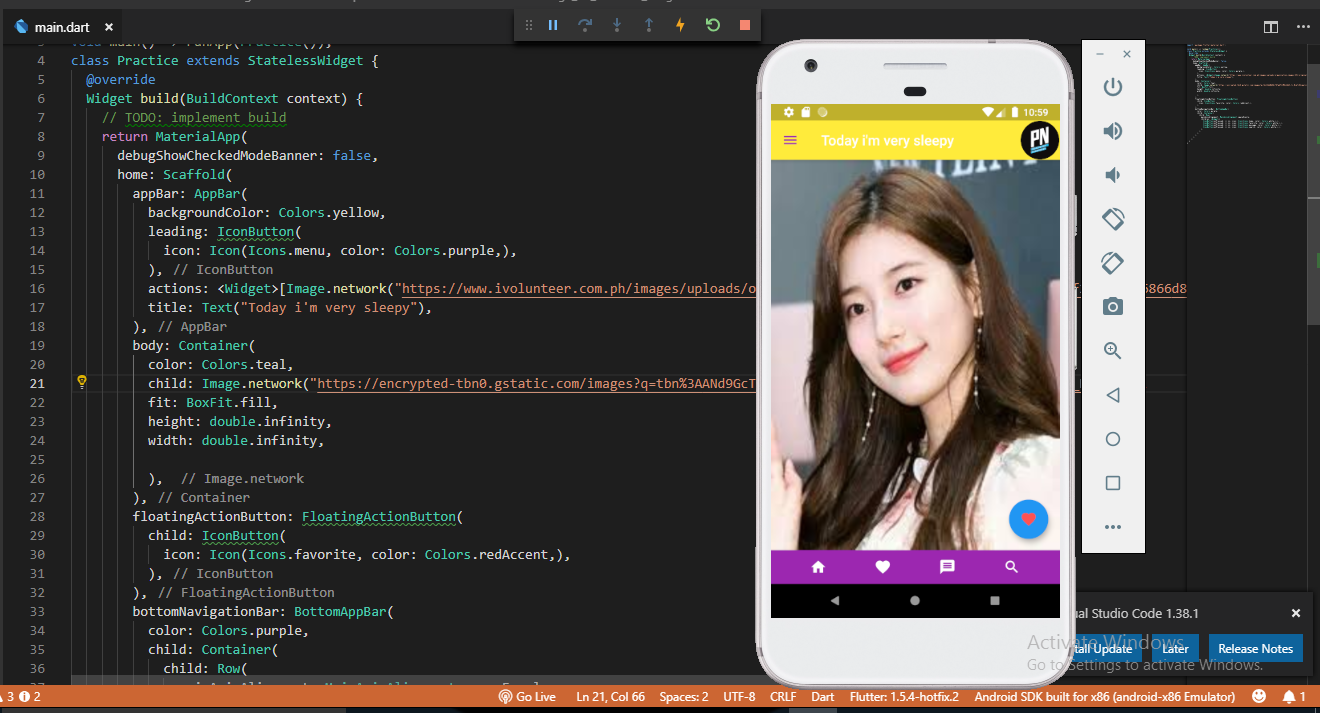 main.dart
void main() => runApp(Practice());
4 class Practice extends StatelessWidget {
5 @override
6 Widget build(BuildContext context) {
7 // TODO: implement build
8 return MaterialApp(
9 debugShowCheckedModeBanner: false,
10 home: Scaffold(
11 appBar: AppBar(
12 backgroundColor: Colors.yellow,
13 leading: IconButton(
14 icon: Icon(Icons.menu, color: Colors.purple,),
15 ), // IconButton
16 actions: <Widget>[Image.network("https://www.ivolunteer.com.ph/images/uploads/o
17 title: Text("Today i'm very sleepy"),
18 ), // AppBar
19 body: Container(
20 color: Colors.teal,
21 child: Image.network("https://encrypted-tbn0.gstatic.com/images?q=tbn%3AANd9GcT
22 fit: BoxFit.fill,
23 height: double.infinity,
24 width: double.infinity,
25
26 ), // Image.network
27 ), // Container
28 floatingActionButton: FloatingActionButton(
29 child: IconButton(
30 icon: Icon(Icons.favorite, color: Colors.redAccent,),
31 ), // IconButton
32 ), // FloatingActionButton
33 bottomNavigationBar: BottomAppBar(
34 color: Colors.purple,
35 child: Container(
36 child: Row(
10:59
Today i'm very sleepy
PN
5866d8
ual Studio Code 1.38.1
tall Update
Later
Release Notes
Activate Windows
Go to Settings to activate Windows.
3 2
Go Live
Ln 21, Col 66
Spaces: 2
UTF-8
CRLF
Dart
Flutter: 1.5.4-hotfix.2
Android SDK built for x86 (android-x86 Emulator)
1